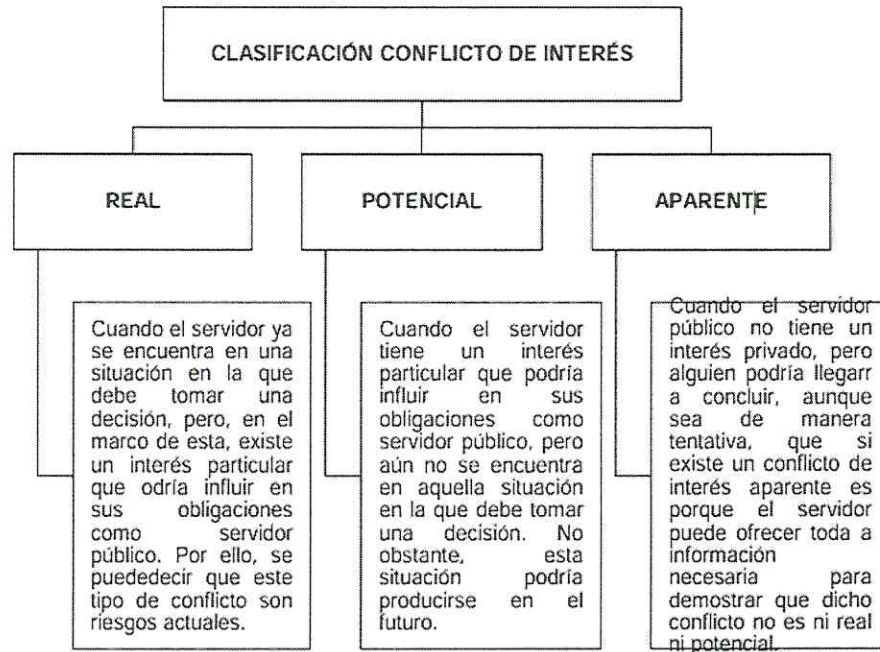 CLASIFICACIÓN CONFLICTO DE INTERÉS
REAL
POTENCIAL
APARENTE
Cuando el servidor ya
se encuentra en una
situación en la que
debe tomar una
decisión, pero, en el
marco de esta, existe
un interés particular
que odría influir en
sus obligaciones
como servidor
público. Por ello, se
puededecir que este
tipo de conflicto son
riesgos actuales.
Cuando el servidor
tiene un interés
particular que podría
influir en sus
obligaciones como
servidor público, pero
aún no se encuentra
en aquella situación
en la que debe tomar
una decisión. No
obstante, esta
situación podría
producirse en el
futuro.
Cuando el servidor
público no tiene un
interés privado, pero
alguien podría llegarr
a concluir, aunque
sea de manera
tentativa, que si
existe un conflicto de
interés aparente es
porque el servidor
puede ofrecer toda a
información
necesaria para
demostrar que dicho
conflicto no es ni real
ni potencial.